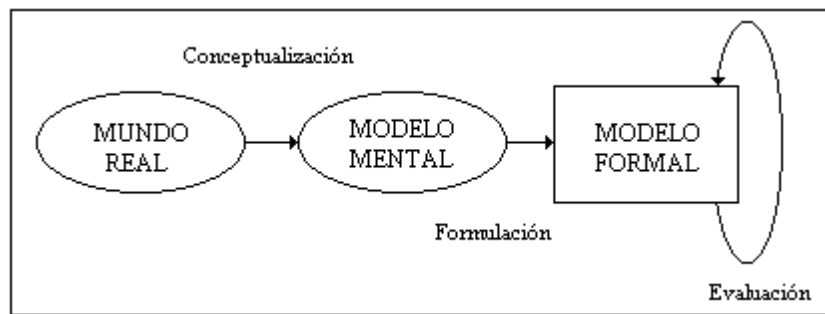 Conceptualización
MUNDO
REAL
MODELO
MENTAL
MODELO
FORMAL
Formulación
Evaluación